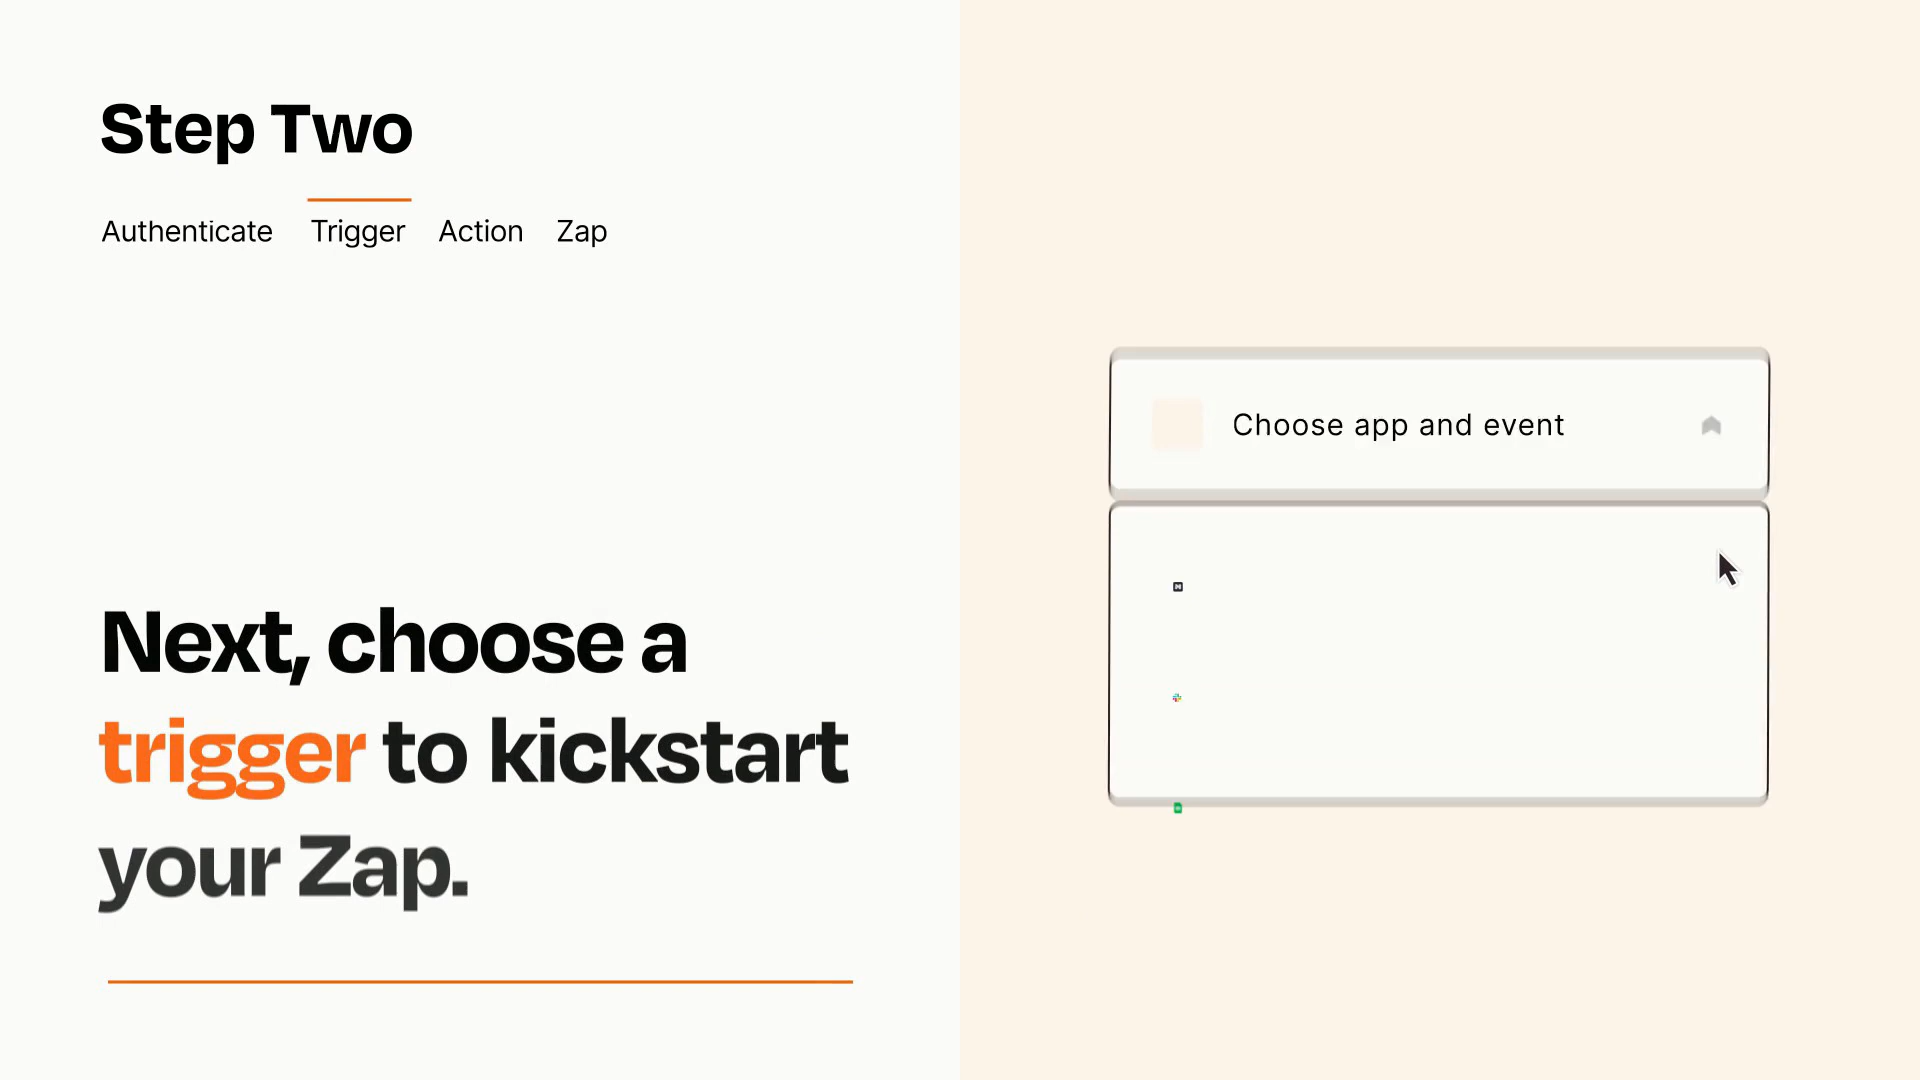 Step Two
Authenticate Trigger Action Zap
Next, choose a
trigger to kickstart
your Zap.
Choose app and event